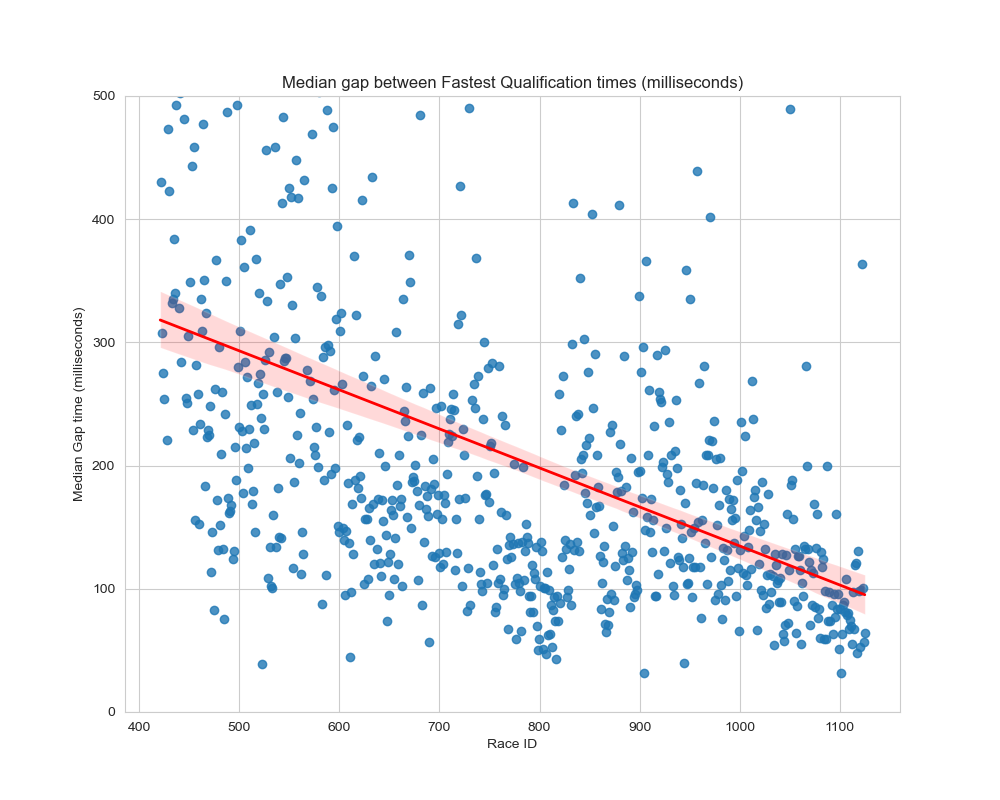 Median gap between Fastest Qualification times (milliseconds)
500
400
300
200
100
0
Median Gap time (milliseconds)
400 500 600 700 800 900 1000 1100
Race ID